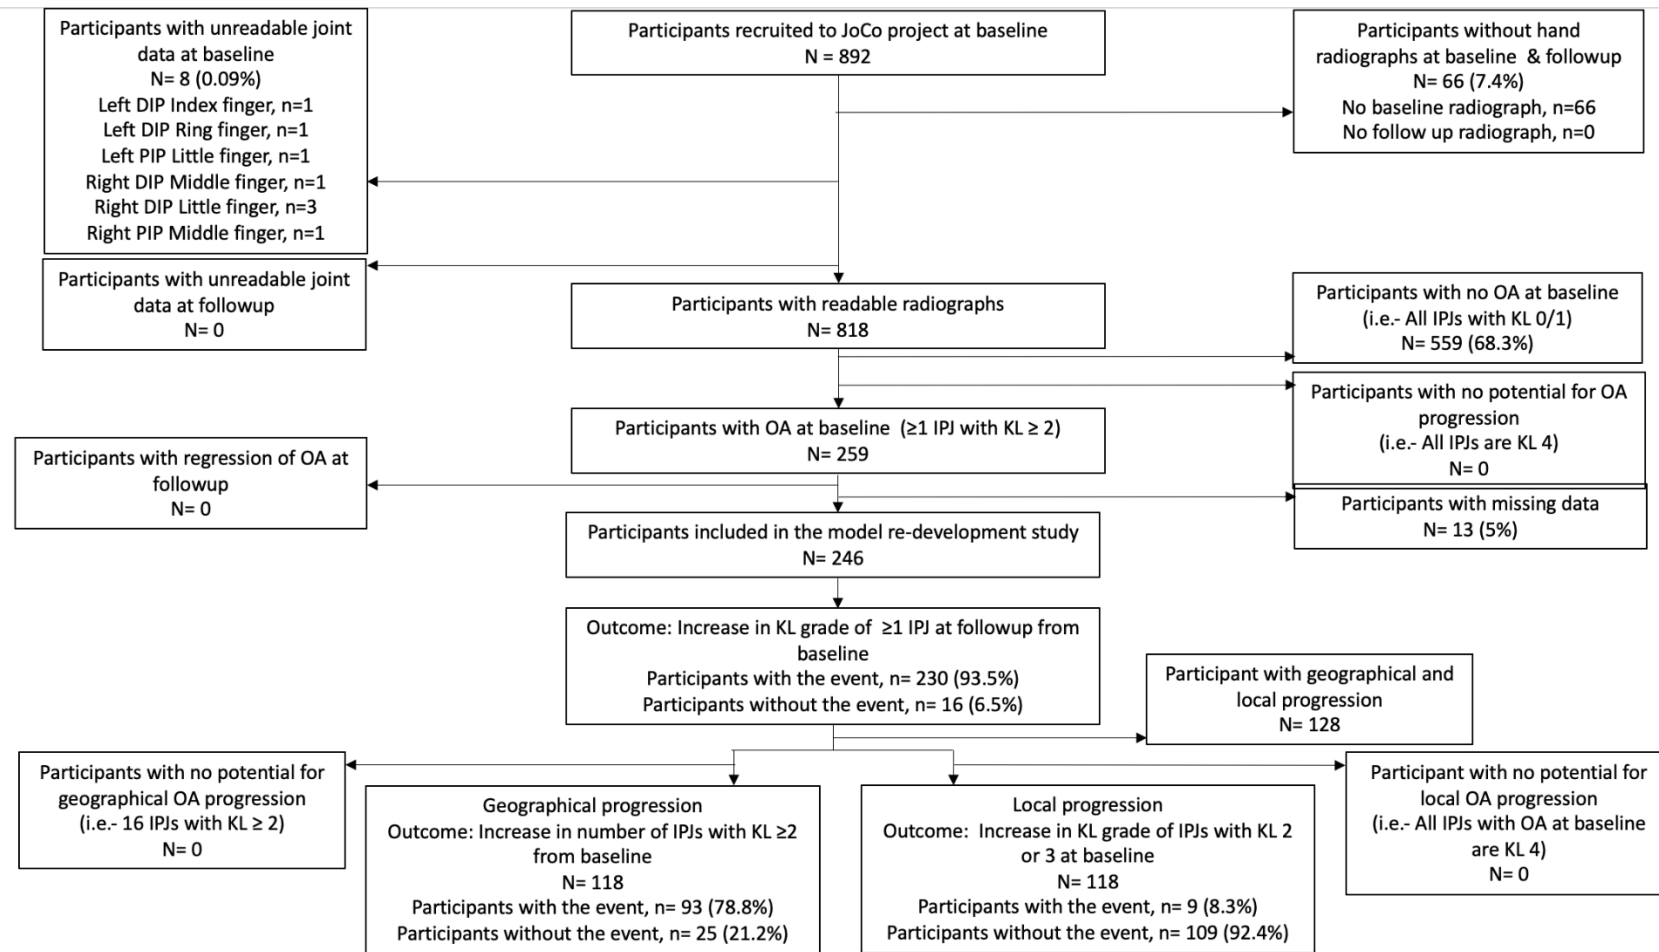 Participants recruited to JoCo project at baseline
N = 892
Participants without hand
radiographs at baseline & followup
N= 66 (7.4%)
No baseline radiograph, n=66
No follow up radiograph, n=0
Participants with unreadable joint
data at baseline
N= 8 (0.09%)
Left DIP Index finger, n=1
Left DIP Ring finger, n=1
Left PIP Little finger, n=1
Right DIP Middle finger, n=1
Right DIP Little finger, n=3
Right PIP Middle finger, n=1
Participants with unreadable joint
data at followup
N= 0
Participants with readable radiographs
N= 818
Participants with no OA at baseline
(i.e.- All IPJs with KL 0/1)
N= 559 (68.3%)
Participants with no potential for OA
progression
(i.e.- All IPJs are KL 4)
N= 0
Participants with OA at baseline (≥1 IPJ with KL ≥ 2)
N= 259
Participants with regression of OA at
followup
N= 0
Participants with missing data
N= 13 (5%)
Participants included in the model re-development study
N= 246
Outcome: Increase in KL grade of ≥1 IPJ at followup from
baseline
Participants with the event, n= 230 (93.5%)
Participants without the event, n= 16 (6.5%)
Participant with geographical and
local progression
N= 128
Participants with no potential for
geographical OA progression
(i.e.- 16 IPJs with KL ≥ 2)
N= 0
Geographical progression
Outcome: Increase in number of IPJs with KL ≥2
from baseline
N= 118
Participants with the event, n= 93 (78.8%)
Participants without the event, n= 25 (21.2%)
Local progression
Outcome: Increase in KL grade of IPJs with KL 2
or 3 at baseline
N= 118
Participants with the event, n= 9 (8.3%)
Participants without the event, n= 109 (92.4%)
Participant with no potential for
local OA progression
(i.e.- All IPJs with OA at baseline
are KL 4)
N= 0